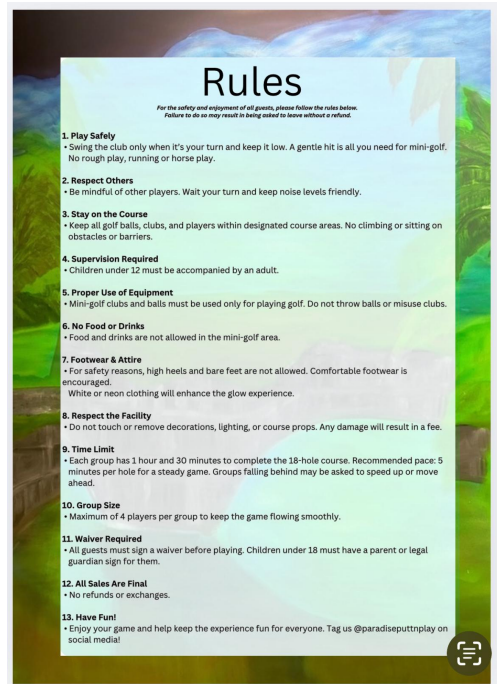 Rules
For the safety and enjoyment of all guests, please follow the rules below.
Failure to do so may result in being asked to leave without a refund.
1. Play Safely
• Swing the club only when it's your turn and keep it low. A gentle hit is all you need for mini-golf.
No rough play, running or horse play.
2. Respect Others
• Be mindful of other players. Wait your turn and keep noise levels friendly.
3. Stay on the Course
• Keep all golf balls, clubs, and players within designated course areas. No climbing or sitting on
obstacles or barriers.
4. Supervision Required
• Children under 12 must be accompanied by an adult.
5. Proper Use of Equipment
• Mini-golf clubs and balls must be used only for playing golf. Do not throw balls or misuse clubs.
6. No Food or Drinks
• Food and drinks are not allowed in the mini-golf area.
7. Footwear & Attire
• For safety reasons, high heels and bare feet are not allowed. Comfortable footwear is
encouraged.
White or neon clothing will enhance the glow experience.
8. Respect the Facility
• Do not touch or remove decorations, lighting, or course props. Any damage will result in a fee.
9. Time Limit
• Each group has 1 hour and 30 minutes to complete the 18-hole course. Recommended pace: 5
minutes per hole for a steady game. Groups falling behind may be asked to speed up or move
ahead.
10. Group Size
• Maximum of 4 players per group to keep the game flowing smoothly.
11. Waiver Required
• All guests must sign a waiver before playing. Children under 18 must have a parent or legal
guardian sign for them.
12. All Sales Are Final
• No refunds or exchanges.
13. Have Fun!
• Enjoy your game and help keep the experience fun for everyone. Tag us @paradiseputtnplay on
social media!